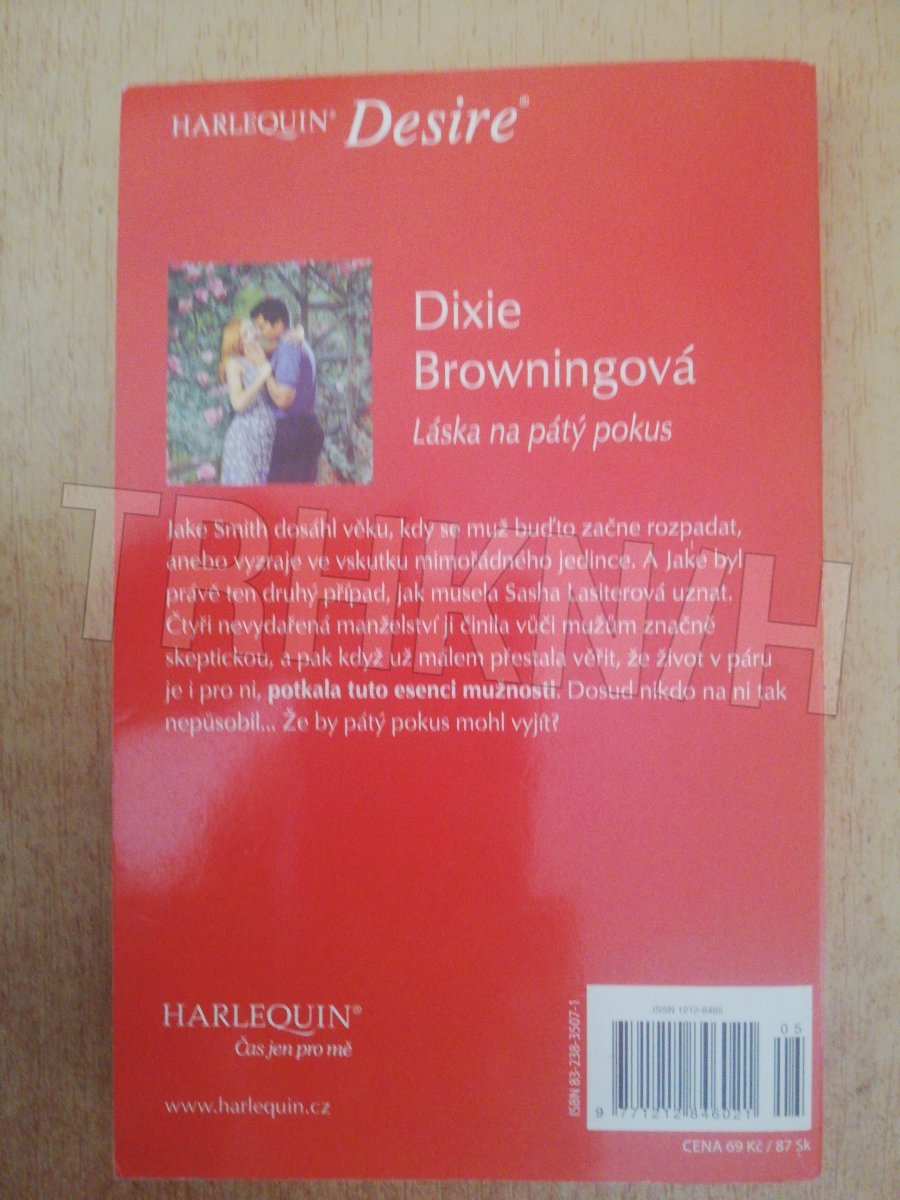 HARLEQUIN® Desire®
Dixie
Browningová
Láska na pátý pokus
Jake Smith dosáhl věku, kdy se muž buďto začne rozpadat,
anebo vyzraje ve vskutku mimořádného jedince. A Jake byl
právě ten druhý případ, jak musela Sasha Lasiterová uznat.
Čtyři nevydařená manželství ji činila vůči mužům značně
skeptickou, a pak když už málem přestala věřit, že život v páru
je i pro ni, potkala tuto esenci mužnosti. Dosud nikdo na ni tak
nepůsobil... Že by pátý pokus mohl vyjít?
TBHKN/H
HARLEQUIN®
Čas jen pro mě
www.harlequin.cz
ISBN 83-238-3507-1
ISSN 1212-8465
05
9 771212 846021
CENA 69 Kč / 87 Sk